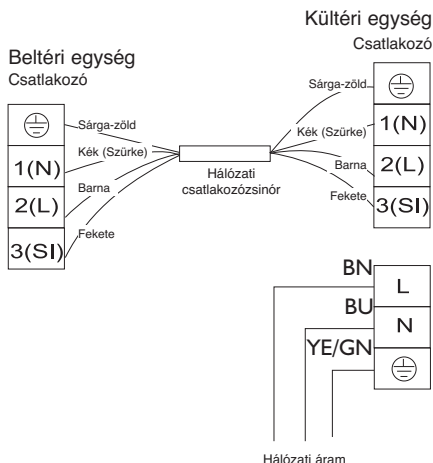 Beltéri egység
Csatlakozó
Sárga-zöld
1(N)
Kék (Szürke)
2(L)
Barna
3(SI)
Fekete
Hálózati
csatlakozózsinór
Kültéri egység
Csatlakozó
Sárga-zöld
1(N)
Kék (Szürke)
2(L)
Barna
3(SI)
Fekete
BN
L
BU
N
YE/GN
Hálózati áram